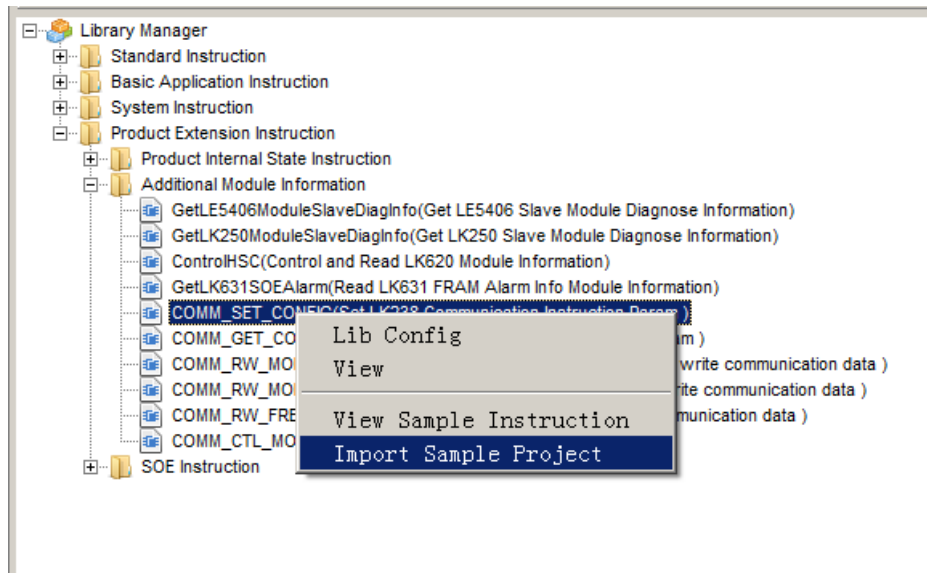 Library Manager
Standard Instruction
Basic Application Instruction
System Instruction
Product Extension Instruction
Product Internal State Instruction
Additional Module Information
GetLE5406ModuleSlaveDiagInfo(Get LE5406 Slave Module Diagnose Information)
GetLK250ModuleSlaveDiagInfo(Get LK250 Slave Module Diagnose Information)
ControlHSC(Control and Read LK620 Module Information)
GetLK631SOEAlarm(Read LK631 FRAM Alarm Info Module Information)
COMM_SET_CONFIG(Set LK238 Communication Instruction Param )
Lib Config
COMM_GET_CO am )
View
COMM_RW_MO write communication data )
COMM_RW_MO rite communication data )
View Sample Instruction
COMM_RW_FRE munication data )
COMM_CTL_MO
Import Sample Project
SOE Instruction